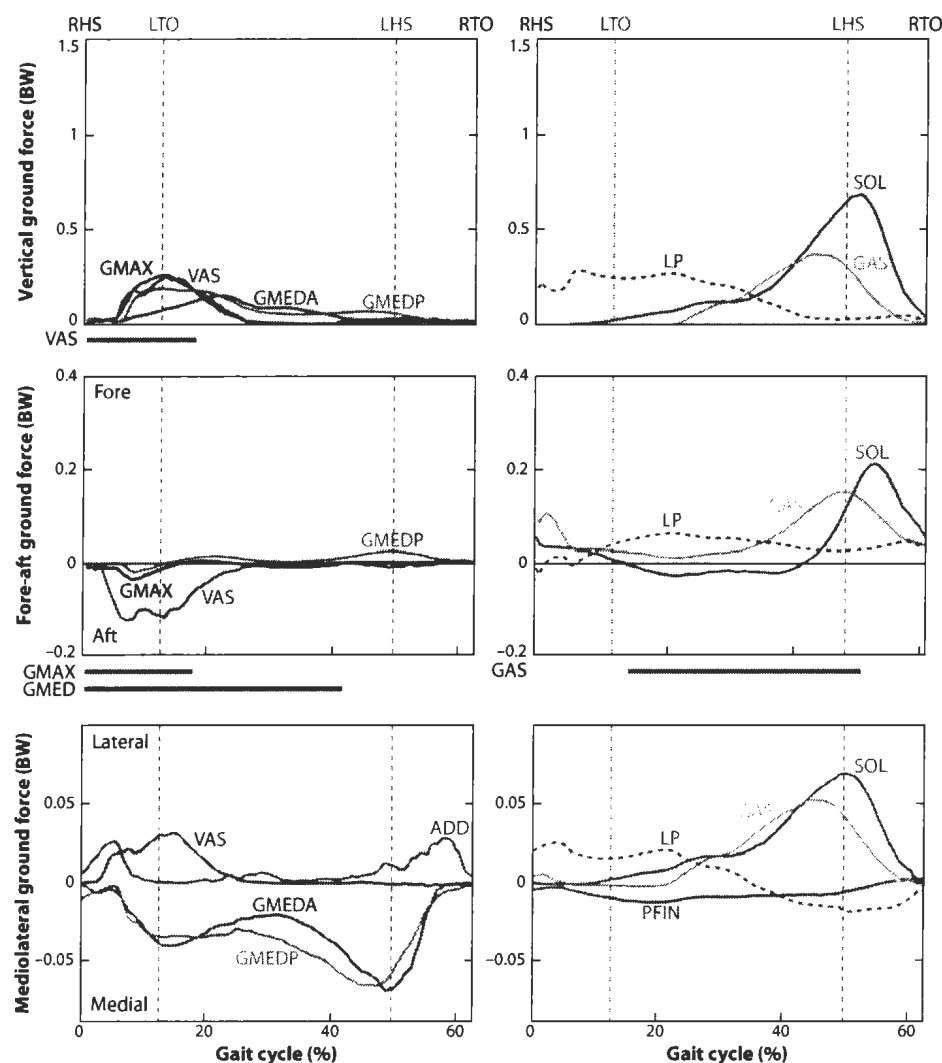 RHS LTO LHS RTO RHS LTO LHS RTO
Vertical ground force (BW)
1.5 1.5
1 1
0.5 0.5
0 0
GMAX VAS GMEDA GMEDP
SOL
GAS
LP
VAS
Fore-aft ground force (BW)
0.4 0.4
Fore
0.2 0.2
0 0
-0.2 -0.2
GMEDP
GMAX VAS
Aft
SOL
GAS
LP
GMAX
GMED
GAS
Mediolateral ground force (BW)
Lateral
0.05 0.05
0 0
-0.05 -0.05
VAS ADD
GMEDA
GMEDP
Medial
SOL
GAS
LP
PFIN
0 20 40 60 0 20 40 60
Gait cycle (%) Gait cycle (%)